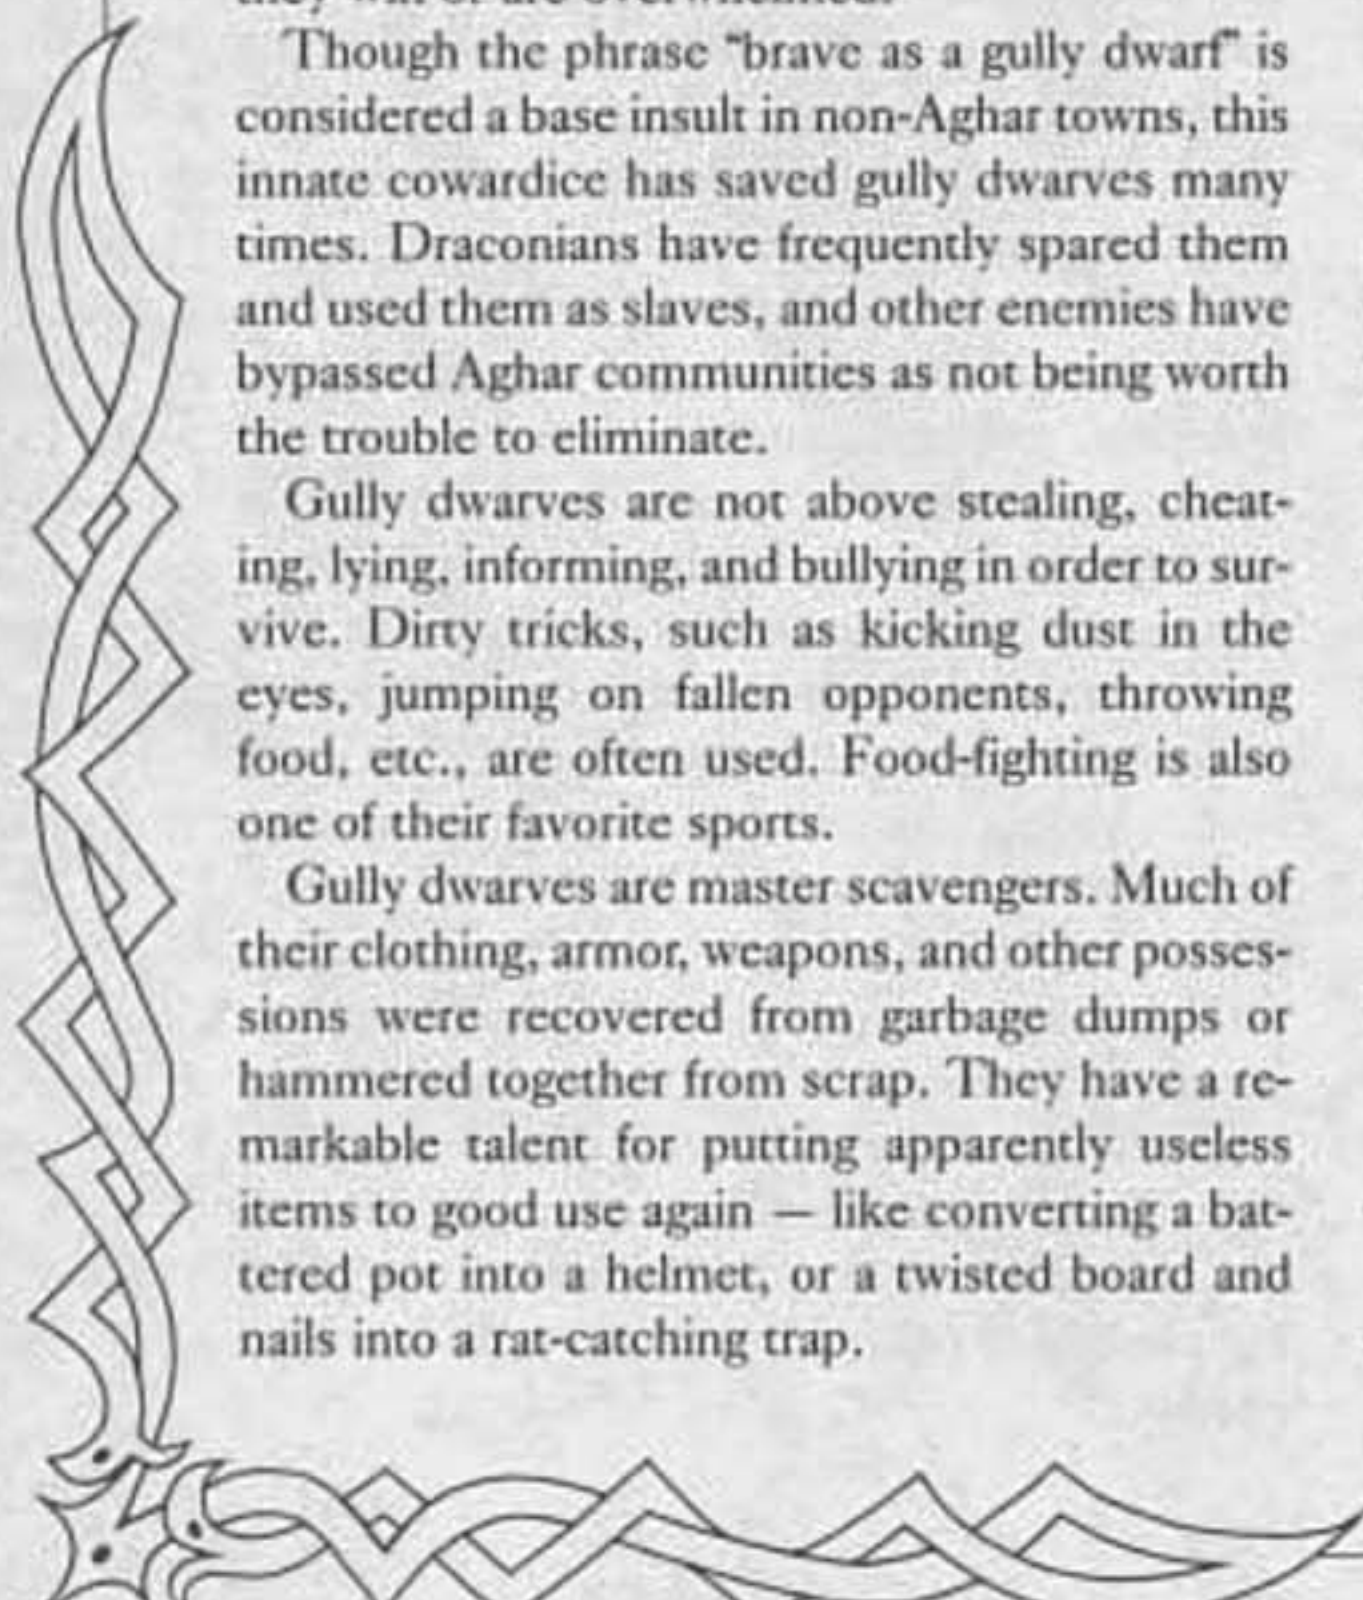 Though the phrase “brave as a gully dwarf” is
considered a base insult in non-Aghar towns, this
innate cowardice has saved gully dwarves many
times. Draconians have frequently spared them
and used them as slaves, and other enemies have
bypassed Aghar communities as not being worth
the trouble to eliminate.
Gully dwarves are not above stealing, cheat-
ing, lying, informing, and bullying in order to sur-
vive. Dirty tricks, such as kicking dust in the
eyes, jumping on fallen opponents, throwing
food, etc., are often used. Food-fighting is also
one of their favorite sports.
Gully dwarves are master scavengers. Much of
their clothing, armor, weapons, and other posses-
sions were recovered from garbage dumps or
hammered together from scrap. They have a re-
markable talent for putting apparently useless
items to good use again — like converting a bat-
tered pot into a helmet, or a twisted board and
nails into a rat-catching trap.